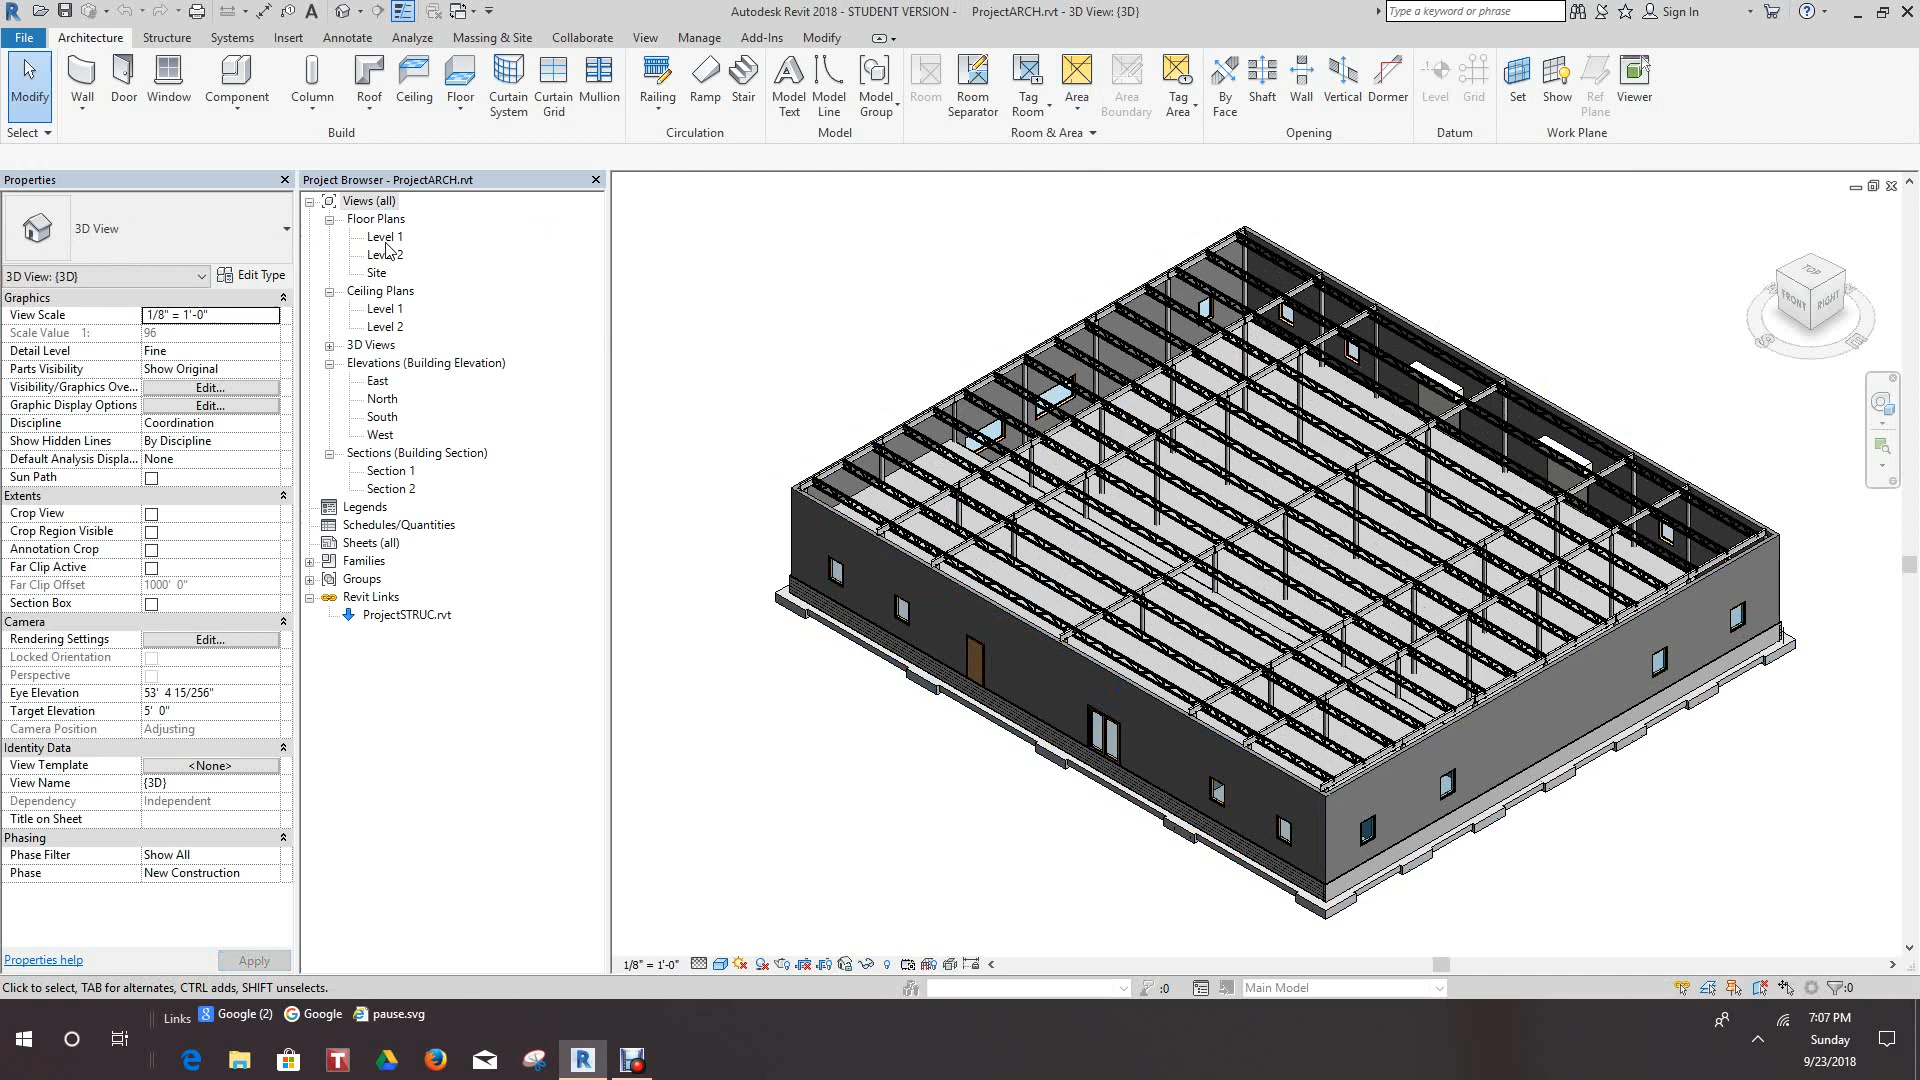 Autodesk Revit 2018 - STUDENT VERSION -    ProjectARCH.rvt - 3D View: {3D}
Type a keyword or phrase
Sign In
File Architecture Structure Systems Insert Annotate Analyze Massing & Site Collaborate View Manage Add-Ins Modify
Modify Wall Door Window Component Column Roof Ceiling Floor Curtain System Curtain Grid Mullion Railing Ramp Stair Model Text Model Line Model Group Room Room Separator Tag Room Area Area Boundary Tag Area By Face Shaft Wall Vertical Dormer Level Grid Set Show Ref Plane Viewer
Select Build Circulation Model Room & Area Opening Datum Work Plane
Properties
3D View
3D View: {3D} Edit Type
Graphics
View Scale 1/8" = 1'-0"
Scale Value 1: 96
Detail Level Fine
Parts Visibility Show Original
Visibility/Graphics Ove... Edit...
Graphic Display Options Edit...
Discipline Coordination
Show Hidden Lines By Discipline
Default Analysis Displa... None
Sun Path
Extents
Crop View
Crop Region Visible
Annotation Crop
Far Clip Active
Far Clip Offset 1000' 0"
Section Box
Camera
Rendering Settings Edit...
Locked Orientation
Perspective
Eye Elevation 53' 4 15/256"
Target Elevation 5' 0"
Camera Position Adjusting
Identity Data
View Template <None>
View Name {3D}
Dependency Independent
Title on Sheet
Phasing
Phase Filter Show All
Phase New Construction
Properties help Apply
Project Browser - ProjectARCH.rvt
Views (all)
Floor Plans
Level 1
Level 2
Site
Ceiling Plans
Level 1
Level 2
3D Views
Elevations (Building Elevation)
East
North
South
West
Sections (Building Section)
Section 1
Section 2
Legends
Schedules/Quantities
Sheets (all)
Families
Groups
Revit Links
ProjectSTRUC.rvt
TOP
FRONT RIGHT
1/8" = 1'-0"
Click to select, TAB for alternates, CTRL adds, SHIFT unselects.
:0
Main Model
:0
Links Google (2) Google pause.svg
7:07 PM
Sunday
9/23/2018